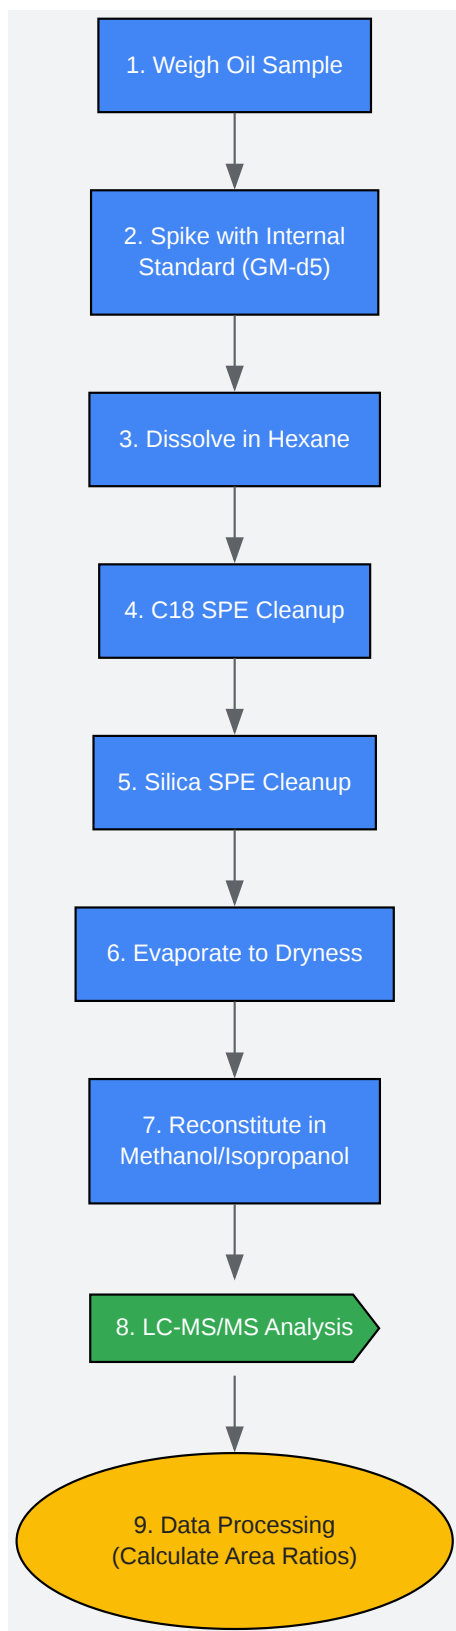 1. Weigh Oil Sample
2. Spike with Internal
Standard (GM-d5)
3. Dissolve in Hexane
4. C18 SPE Cleanup
5. Silica SPE Cleanup
6. Evaporate to Dryness
7. Reconstitute in
Methanol/Isopropanol
8. LC-MS/MS Analysis
9. Data Processing
(Calculate Area Ratios)